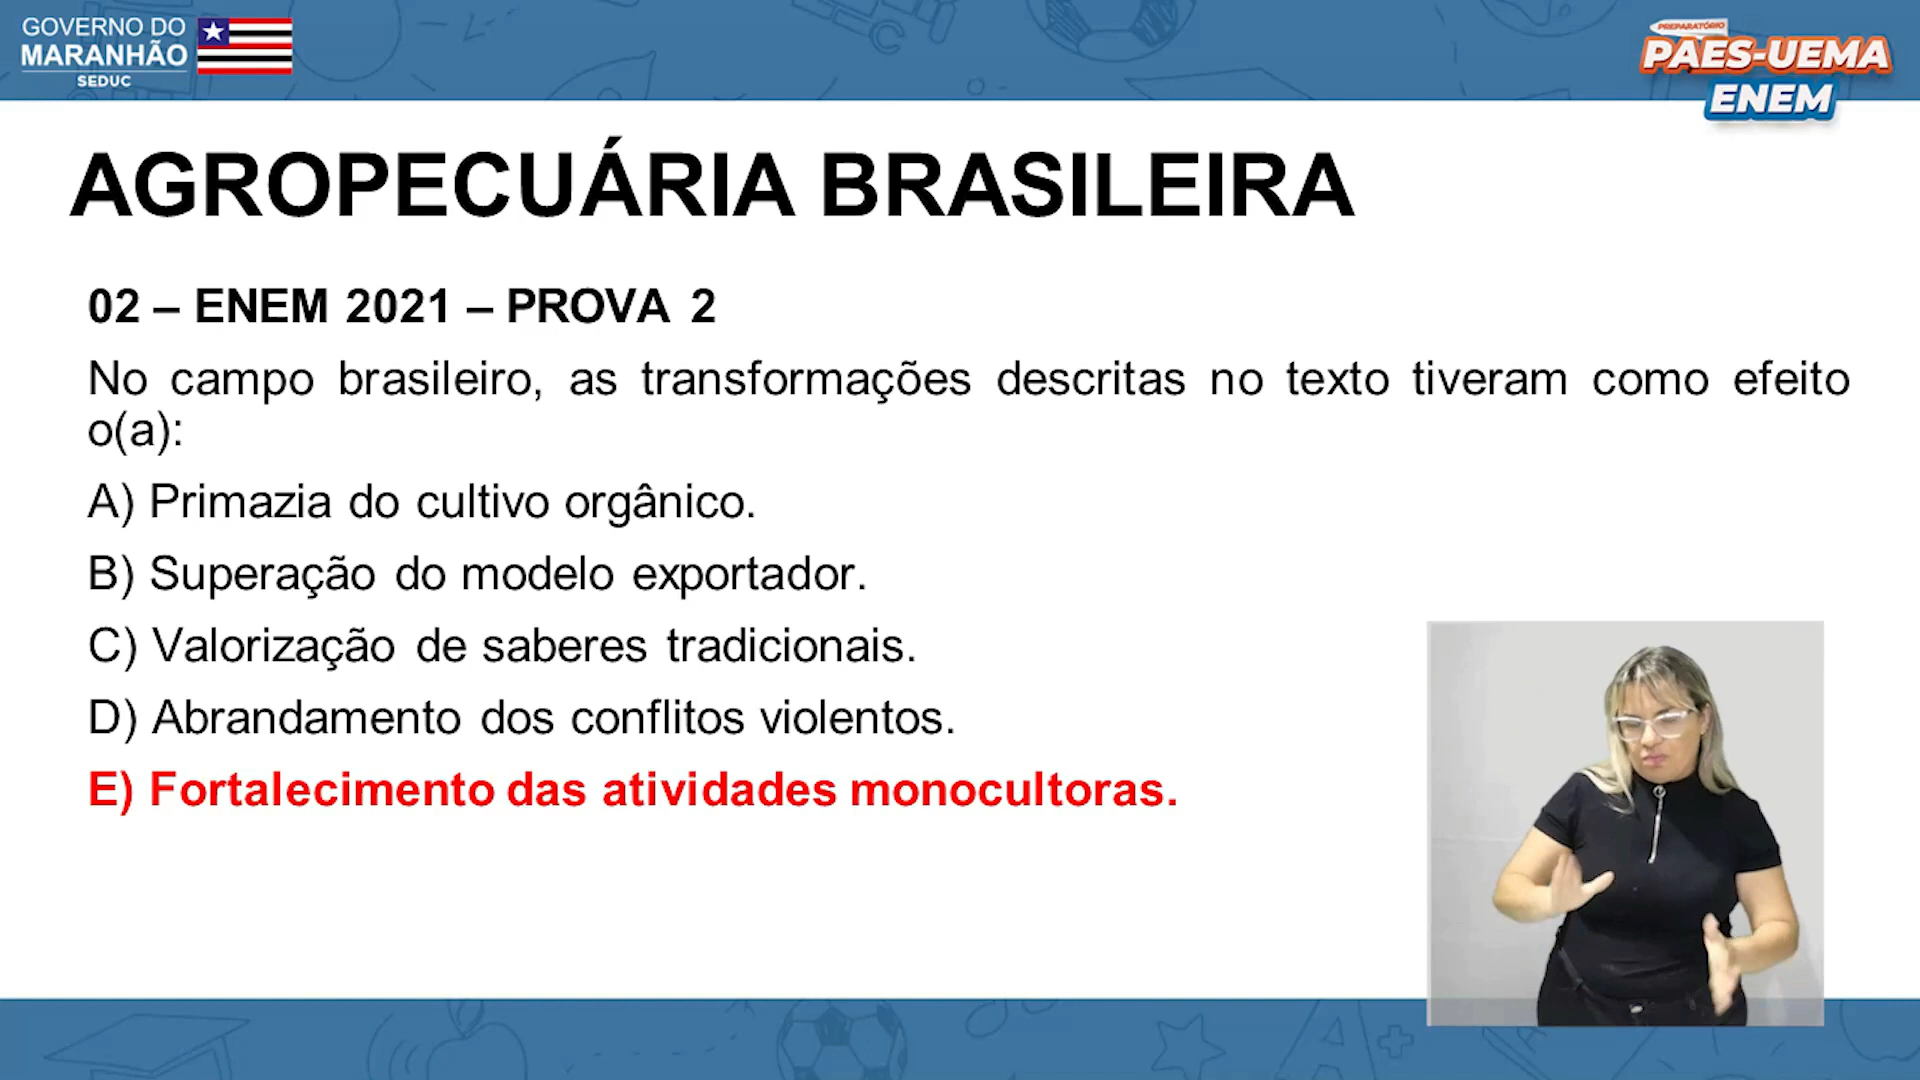 GOVERNO DO
MARANHÃO
SEDUC
PREPARATÓRIO
PAES-UEMA
ENEM
AGROPECUÁRIA BRASILEIRA
02 – ENEM 2021 – PROVA 2
No campo brasileiro, as transformações descritas no texto tiveram como efeito
o(a):
A) Primazia do cultivo orgânico.
B) Superação do modelo exportador.
C) Valorização de saberes tradicionais.
D) Abrandamento dos conflitos violentos.
E) Fortalecimento das atividades monocultoras.
A+